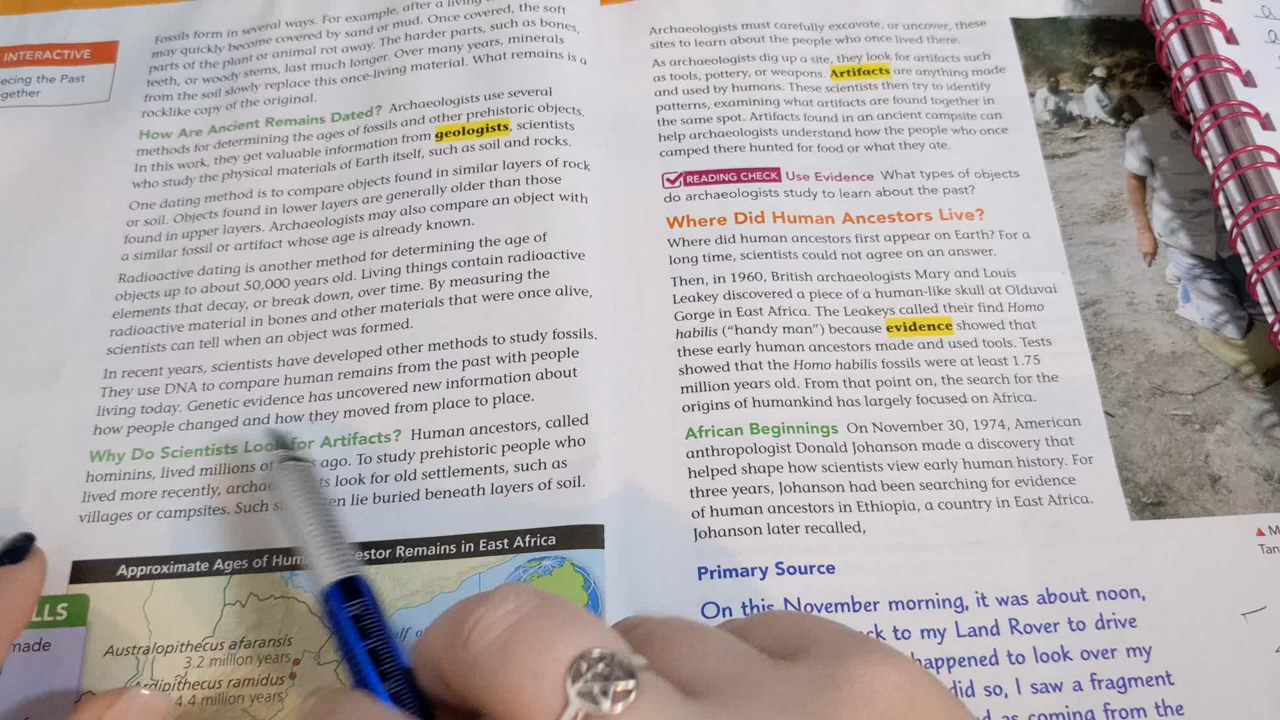 INTERACTIVE
ecing the Past
gether
Fossils form in several ways. For example, after a living
may quickly become covered by sand or mud. Once covered, the soft
parts of the plant or animal rot away. The harder parts, such as bones,
teeth, or woody stems, last much longer. Over many years, minerals
from the soil slowly replace this once-living material. What remains is a
rocklike copy of the original.
How Are Ancient Remains Dated? Archaeologists use several
methods for determining the ages of fossils and other prehistoric objects.
In this work, they get valuable information from geologists, scientists
who study the physical materials of Earth itself, such as soil and rocks.
One dating method is to compare objects found in similar layers of rock
or soil. Objects found in lower layers are generally older than those
found in upper layers. Archaeologists may also compare an object with
a similar fossil or artifact whose age is already known.
Radioactive dating is another method for determining the age of
objects up to about 50,000 years old. Living things contain radioactive
elements that decay, or break down, over time. By measuring the
radioactive material in bones and other materials that were once alive,
scientists can tell when an object was formed.
In recent years, scientists have developed other methods to study fossils.
They use DNA to compare human remains from the past with people
living today. Genetic evidence has uncovered new information about
how people changed and how they moved from place to place.
Why Do Scientists Look for Artifacts? Human ancestors, called
hominins, lived millions of ago. To study prehistoric people who
lived more recently, archae ts look for old settlements, such as
villages or campsites. Such s en lie buried beneath layers of soil.
Approximate Ages of Hum estor Remains in East Africa
LLS
made
Australopithecus afaransis
3.2 million years
rdipithecus ramidus
4.4 million years
Archaeologists must carefully excavate, or uncover, these
sites to learn about the people who once lived there.
As archaeologists dig up a site, they look for artifacts such
as tools, pottery, or weapons. Artifacts are anything made
and used by humans. These scientists then try to identify
patterns, examining what artifacts are found together in
the same spot. Artifacts found in an ancient campsite can
help archaeologists understand how the people who once
camped there hunted for food or what they ate.
READING CHECK Use Evidence What types of objects
do archaeologists study to learn about the past?
Where Did Human Ancestors Live?
Where did human ancestors first appear on Earth? For a
long time, scientists could not agree on an answer.
Then, in 1960, British archaeologists Mary and Louis
Leakey discovered a piece of a human-like skull at Olduvai
Gorge in East Africa. The Leakeys called their find Homo
habilis ("handy man") because evidence showed that
these early human ancestors made and used tools. Tests
showed that the Homo habilis fossils were at least 1.75
million years old. From that point on, the search for the
origins of humankind has largely focused on Africa.
African Beginnings On November 30, 1974, American
anthropologist Donald Johanson made a discovery that
helped shape how scientists view early human history. For
three years, Johanson had been searching for evidence
of human ancestors in Ethiopia, a country in East Africa.
Johanson later recalled,
Primary Source
On this November morning, it was about noon,
ck to my Land Rover to drive
happened to look over my
did so, I saw a fragment
as coming from the
M
Tan